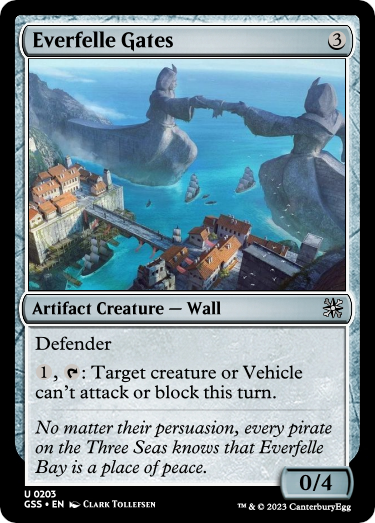 Everfelle Gates 3
Artifact Creature — Wall
Defender
1, : Target creature or Vehicle
can't attack or block this turn.
No matter their persuasion, every pirate
on the Three Seas knows that Everfelle
Bay is a place of peace.
0/4
U 0203
GSS • EN Clark Tollefsen
™ & © 2023 CanterburyEgg